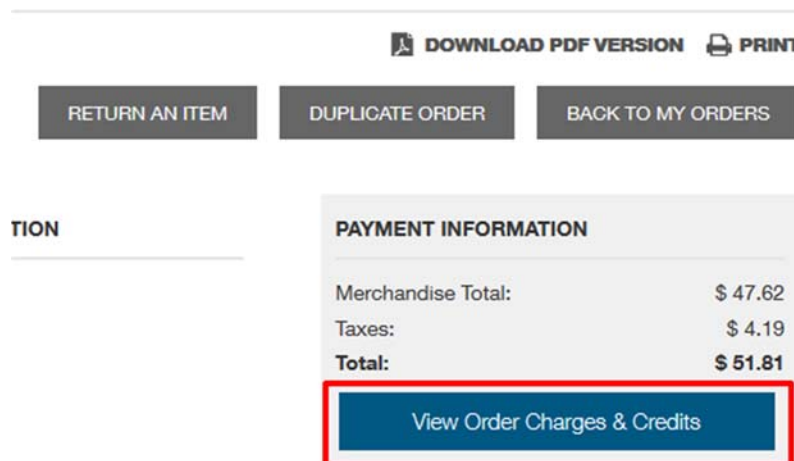 DOWNLOAD PDF VERSION PRINT
RETURN AN ITEM DUPLICATE ORDER BACK TO MY ORDERS
TION PAYMENT INFORMATION
Merchandise Total: $ 47.62
Taxes: $ 4.19
Total: $ 51.81
View Order Charges & Credits